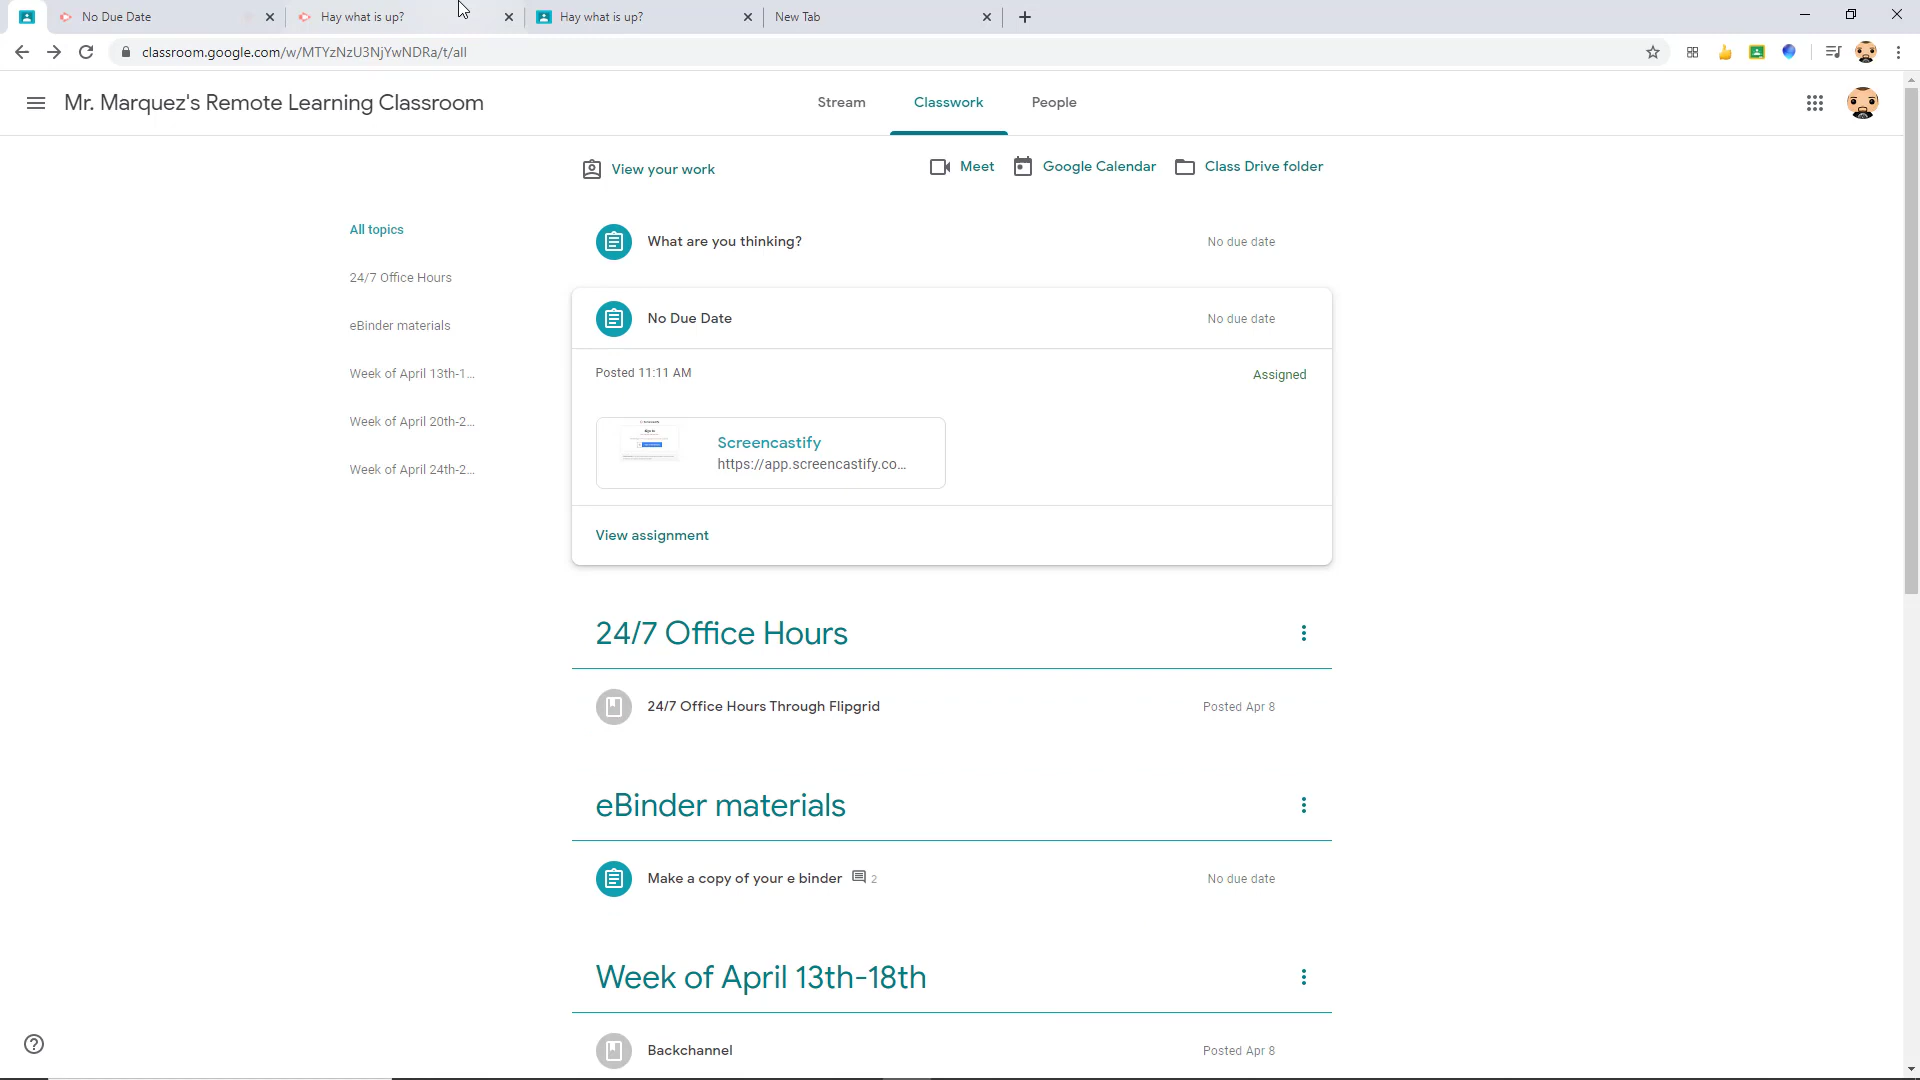 No Due Date
Hay what is up?
Hay what is up?
New Tab
classroom.google.com/w/MTYzNzU3NjYwNDRa/t/all
Mr. Marquez's Remote Learning Classroom
Stream
Classwork
People
View your work
Meet
Google Calendar
Class Drive folder
All topics
24/7 Office Hours
eBinder materials
Week of April 13th-1...
Week of April 20th-2...
Week of April 24th-2...
What are you thinking?
No due date
No Due Date
No due date
Posted 11:11 AM
Assigned
Screencastify
https://app.screencastify.co...
View assignment
24/7 Office Hours
24/7 Office Hours Through Flipgrid
Posted Apr 8
eBinder materials
Make a copy of your e binder
2
No due date
Week of April 13th-18th
Backchannel
Posted Apr 8